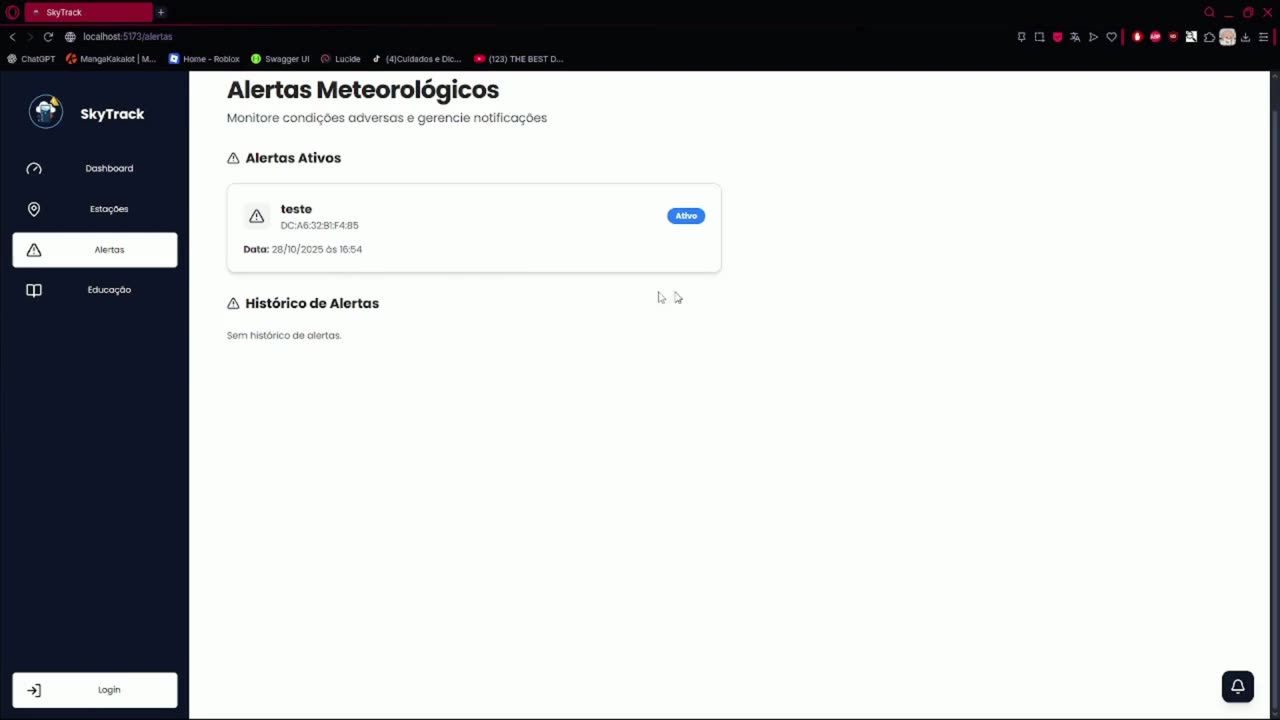 SkyTrack
localhost:5173/alertas
ChatGPT
MangaKakalot | M...
Home - Roblox
Swagger UI
Lucide
(4)Cuidados e Dic...
(123) THE BEST D...
SkyTrack
Dashboard
Estações
Alertas
Educação
Login
Alertas Meteorológicos
Monitore condições adversas e gerencie notificações
Alertas Ativos
teste
Ativo
DC:A6:32:B1:F4:85
Data: 28/10/2025 às 16:54
Histórico de Alertas
Sem histórico de alertas.